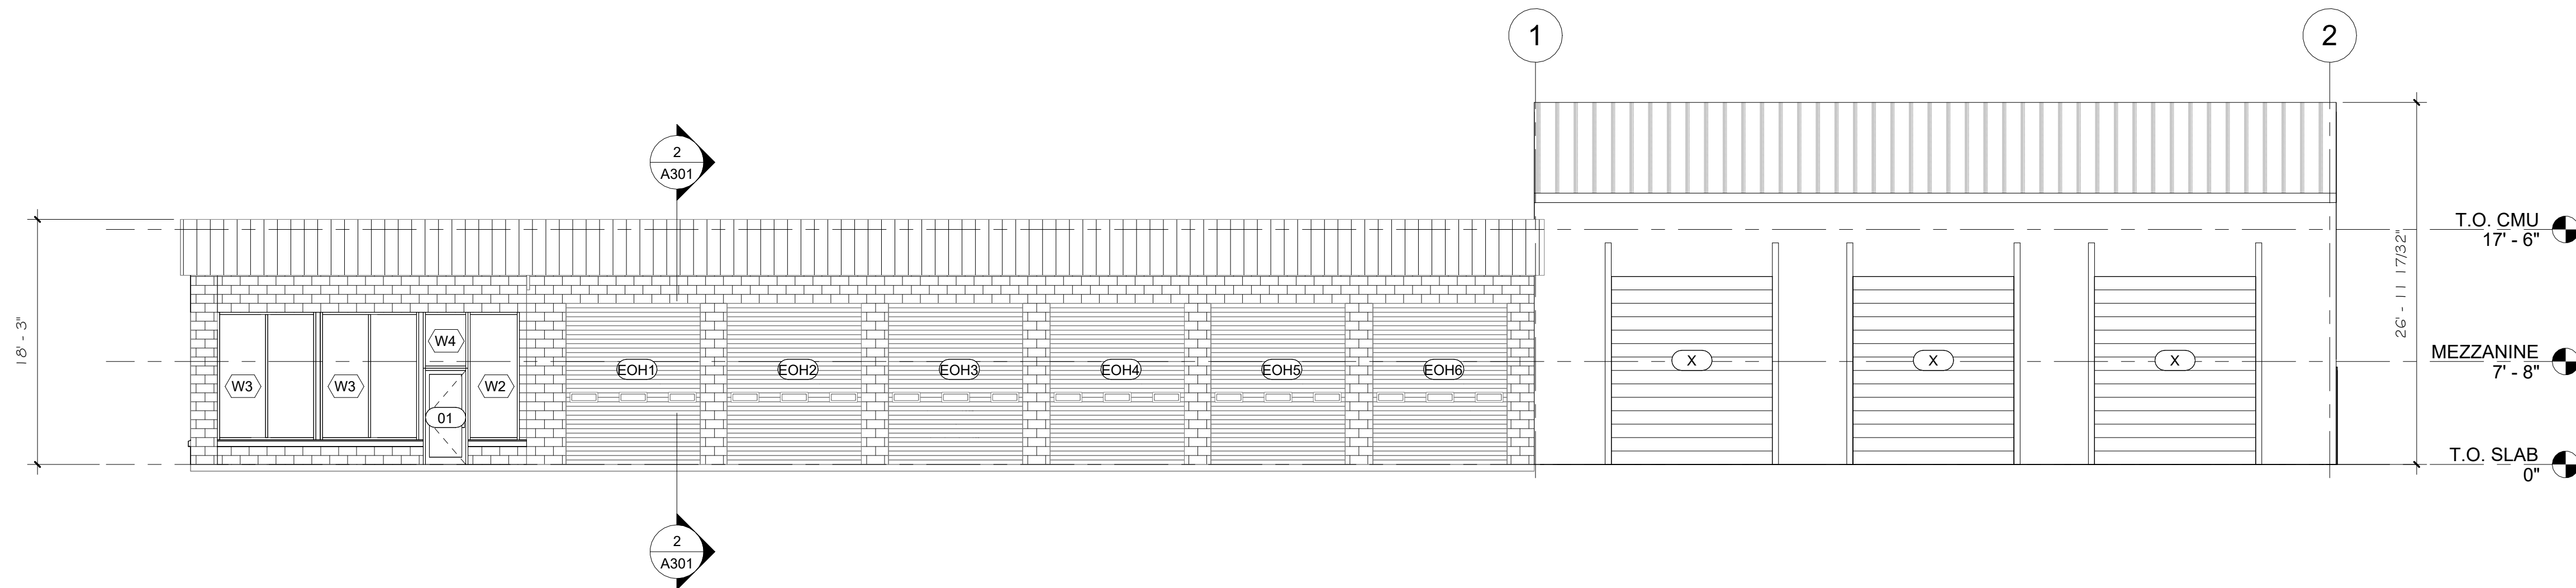 1
2
2
A301
T.O. CMU
17' - 6"
18' - 3"
26' - 11 17/32"
MEZZANINE
7' - 8"
W4
W3
W3
W2
01
EOH1
EOH2
EOH3
EOH4
EOH5
EOH6
X
X
X
T.O. SLAB
0"
2
A301